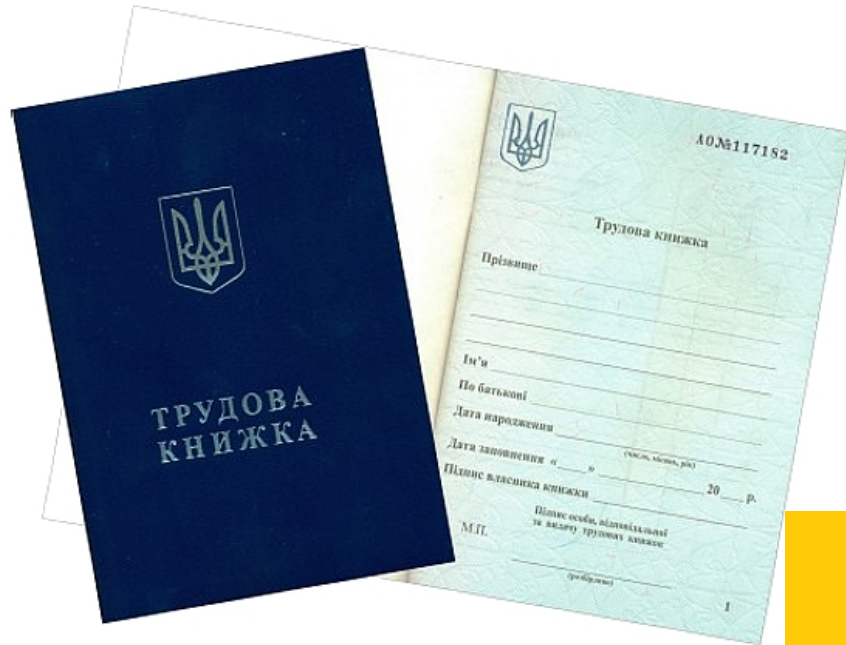 ТРУДОВА
КНИЖКА
АО№117182
Трудова книжка
Прізвище
Ім'я
По батькові
Дата народження
(число, місяць, рік)
Дата заповнення « » 20 р.
Підпис власника книжки
М.П.
Підпис особи, відповідальної
за видачу трудових книжок
(розбірливо)
1